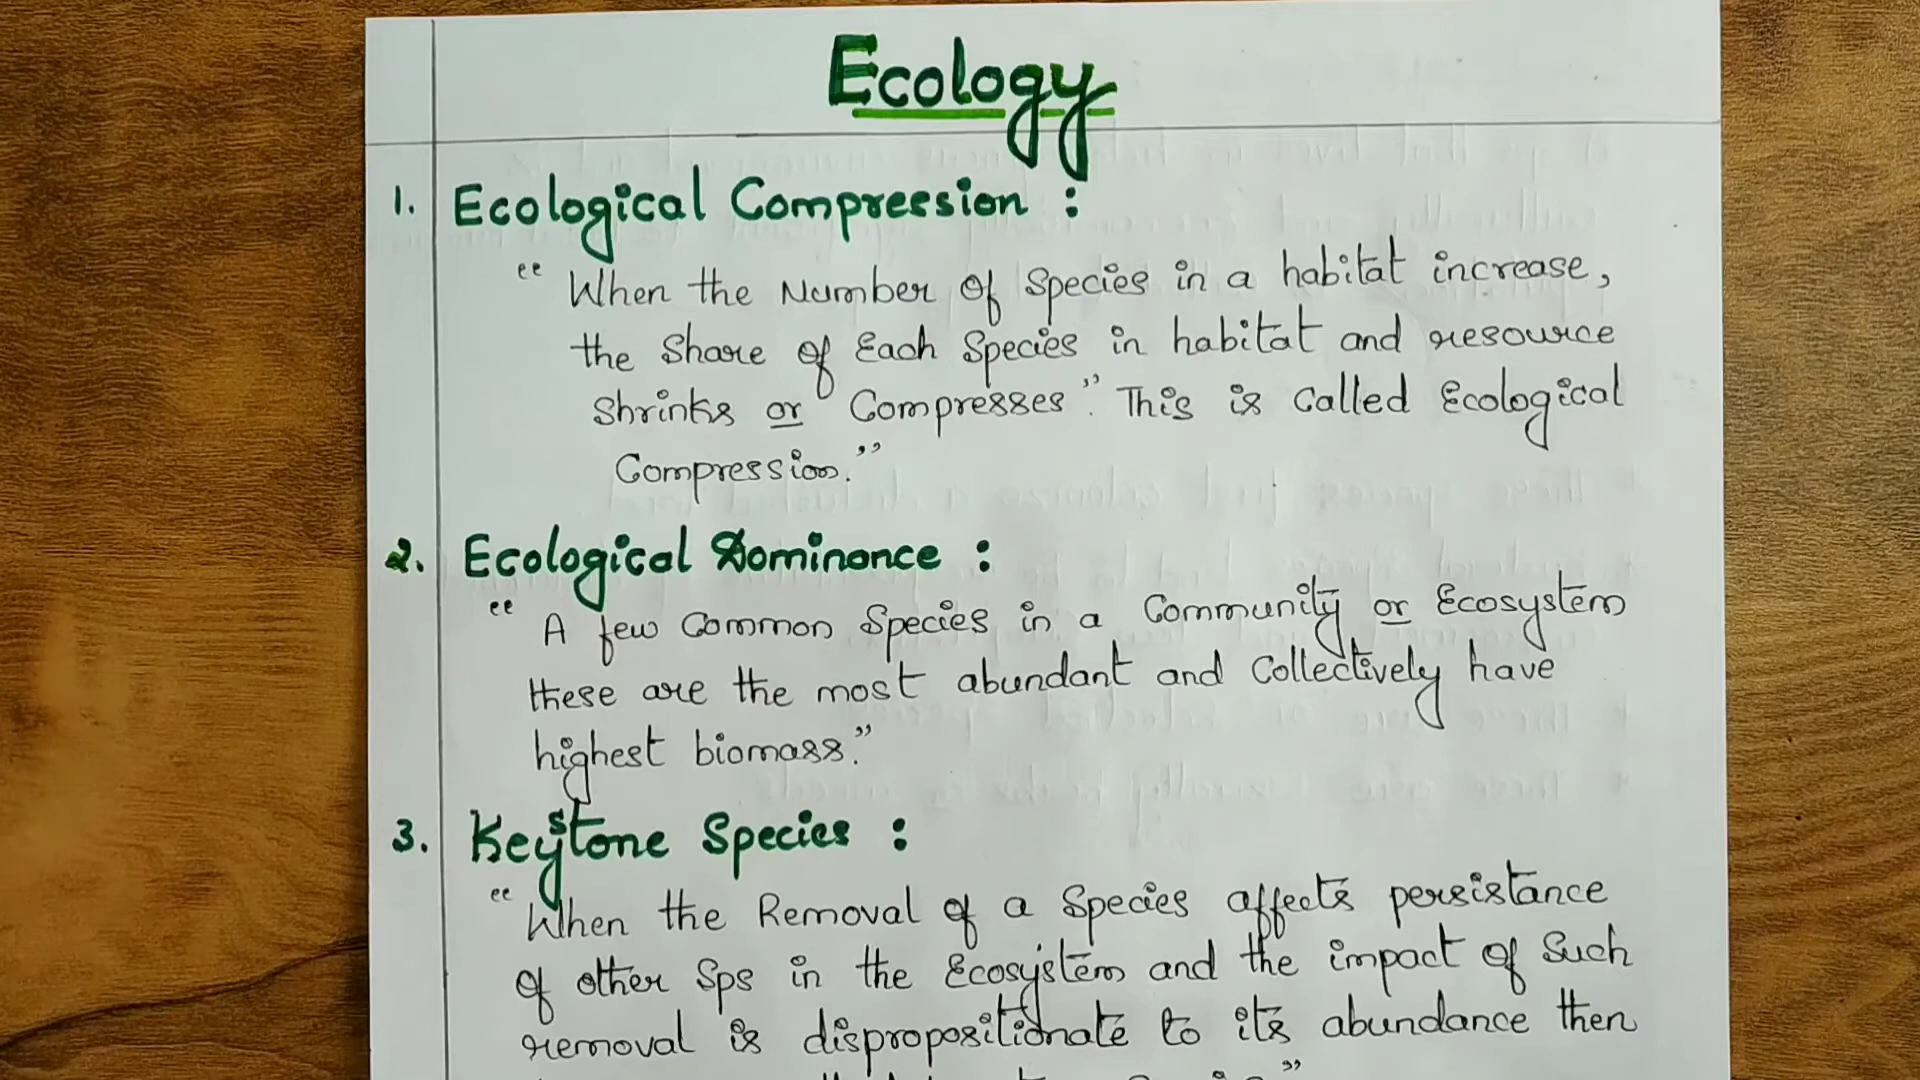 Ecology
1. Ecological Compression :
“ When the Number of Species in a habitat increase,
the Share of Each Species in habitat and resource
Shrinks or Compresses”. This is Called Ecological
Compression.”
2. Ecological Dominance :
“ A few Common Species in a Community or Ecosystem
these are the most abundant and Collectively have
highest biomass.”
3. Keystone Species :
“ When the Removal of a Species affects persistance
of other Sps in the Ecosystem and the impact of Such
removal is dispropositionate to its abundance then